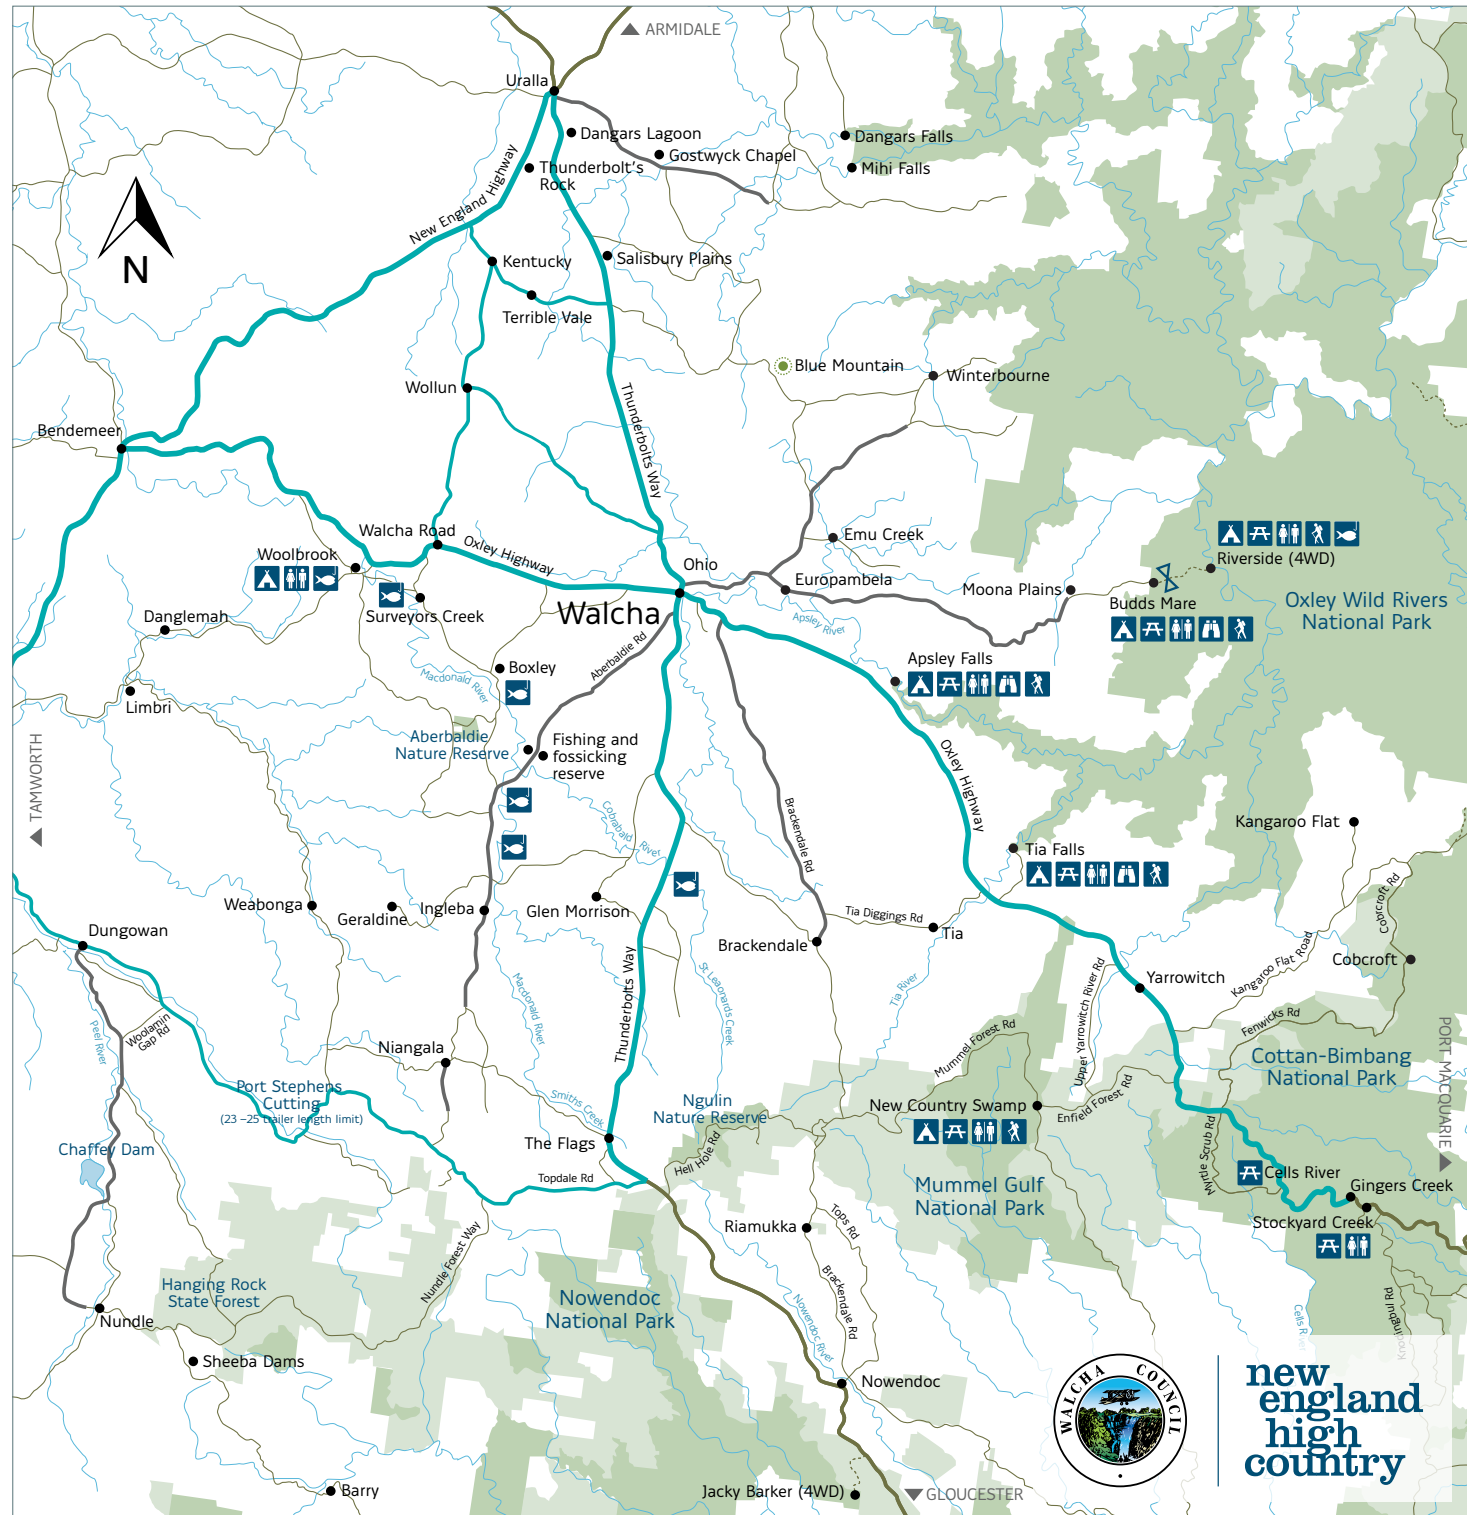 ARMIDALE
Uralla
Dangars Lagoon
Dangars Falls
Gostwyck Chapel
Thunderbolt's
Rock
Mihi Falls
New England Highway
N
Kentucky
Salisbury Plains
Terrible Vale
Blue Mountain
Winterbourne
Wollun
Thunderbolts Way
Bendemeer
Walcha Road
Oxley Highway
Emu Creek
Woolbrook
Ohio
Riverside (4WD)
Europambela
Moona Plains
Budds Mare
Oxley Wild Rivers
National Park
Surveyors Creek
Walcha
Danglemah
Apsley River
Aberbaldie Rd
Apsley Falls
Boxley
Macdonald River
Limbri
Aberbaldie
Nature Reserve
Fishing and
fossicking
reserve
TAMWORTH
Oxley Highway
Cobrabald River
Brackendale Rd
Kangaroo Flat
Tia Falls
Cobcroft Rd
Weabonga
Geraldine
Ingleba
Glen Morrison
Tia Diggings Rd
Tia
Dungowan
Brackendale
Cobcroft
Kangaroo Flat Road
Yarrowitch
Thunderbolts Way
St Leaonards Creek
Tia River
Upper Yarrowitch River Rd
Macdonald River
Peel River
Woolamin
Gap Rd
Fenwicks Rd
PORT MACQUARIE
Niangala
Mummel Forest Rd
Cottan-Bimbang
National Park
Port Stephens
Cutting
(23 –25 trailer length limit)
Smiths Creek
Ngulin
Nature Reserve
New Country Swamp
Enfield Forest Rd
Chaffey Dam
The Flags
Hell Hole Rd
Myrtle Scrub Rd
Cells River
Topdale Rd
Mummel Gulf
National Park
Gingers Creek
Stockyard Creek
Riamukka
Tops Rd
Nundle Forest Way
Hanging Rock
State Forest
Nowendoc
National Park
Brackendale Rd
Nowendoc River
Nundle
Sheeba Dams
Nowendoc
WALCHA COUNCIL
new
england
high
country
Barry
Jacky Barker (4WD)
GLOUCESTER